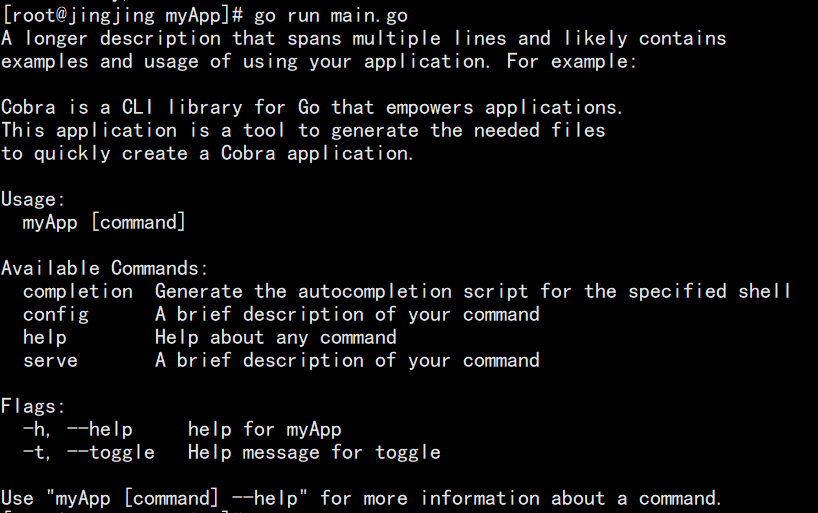 [root@jingjing myApp]# go run main.go
A longer description that spans multiple lines and likely contains
examples and usage of using your application. For example:
Cobra is a CLI library for Go that empowers applications.
This application is a tool to generate the needed files
to quickly create a Cobra application.
Usage:
myApp [command]
Available Commands:
completion Generate the autocompletion script for the specified shell
config A brief description of your command
help Help about any command
serve A brief description of your command
Flags:
-h, --help help for myApp
-t, --toggle Help message for toggle
Use "myApp [command] --help" for more information about a command.